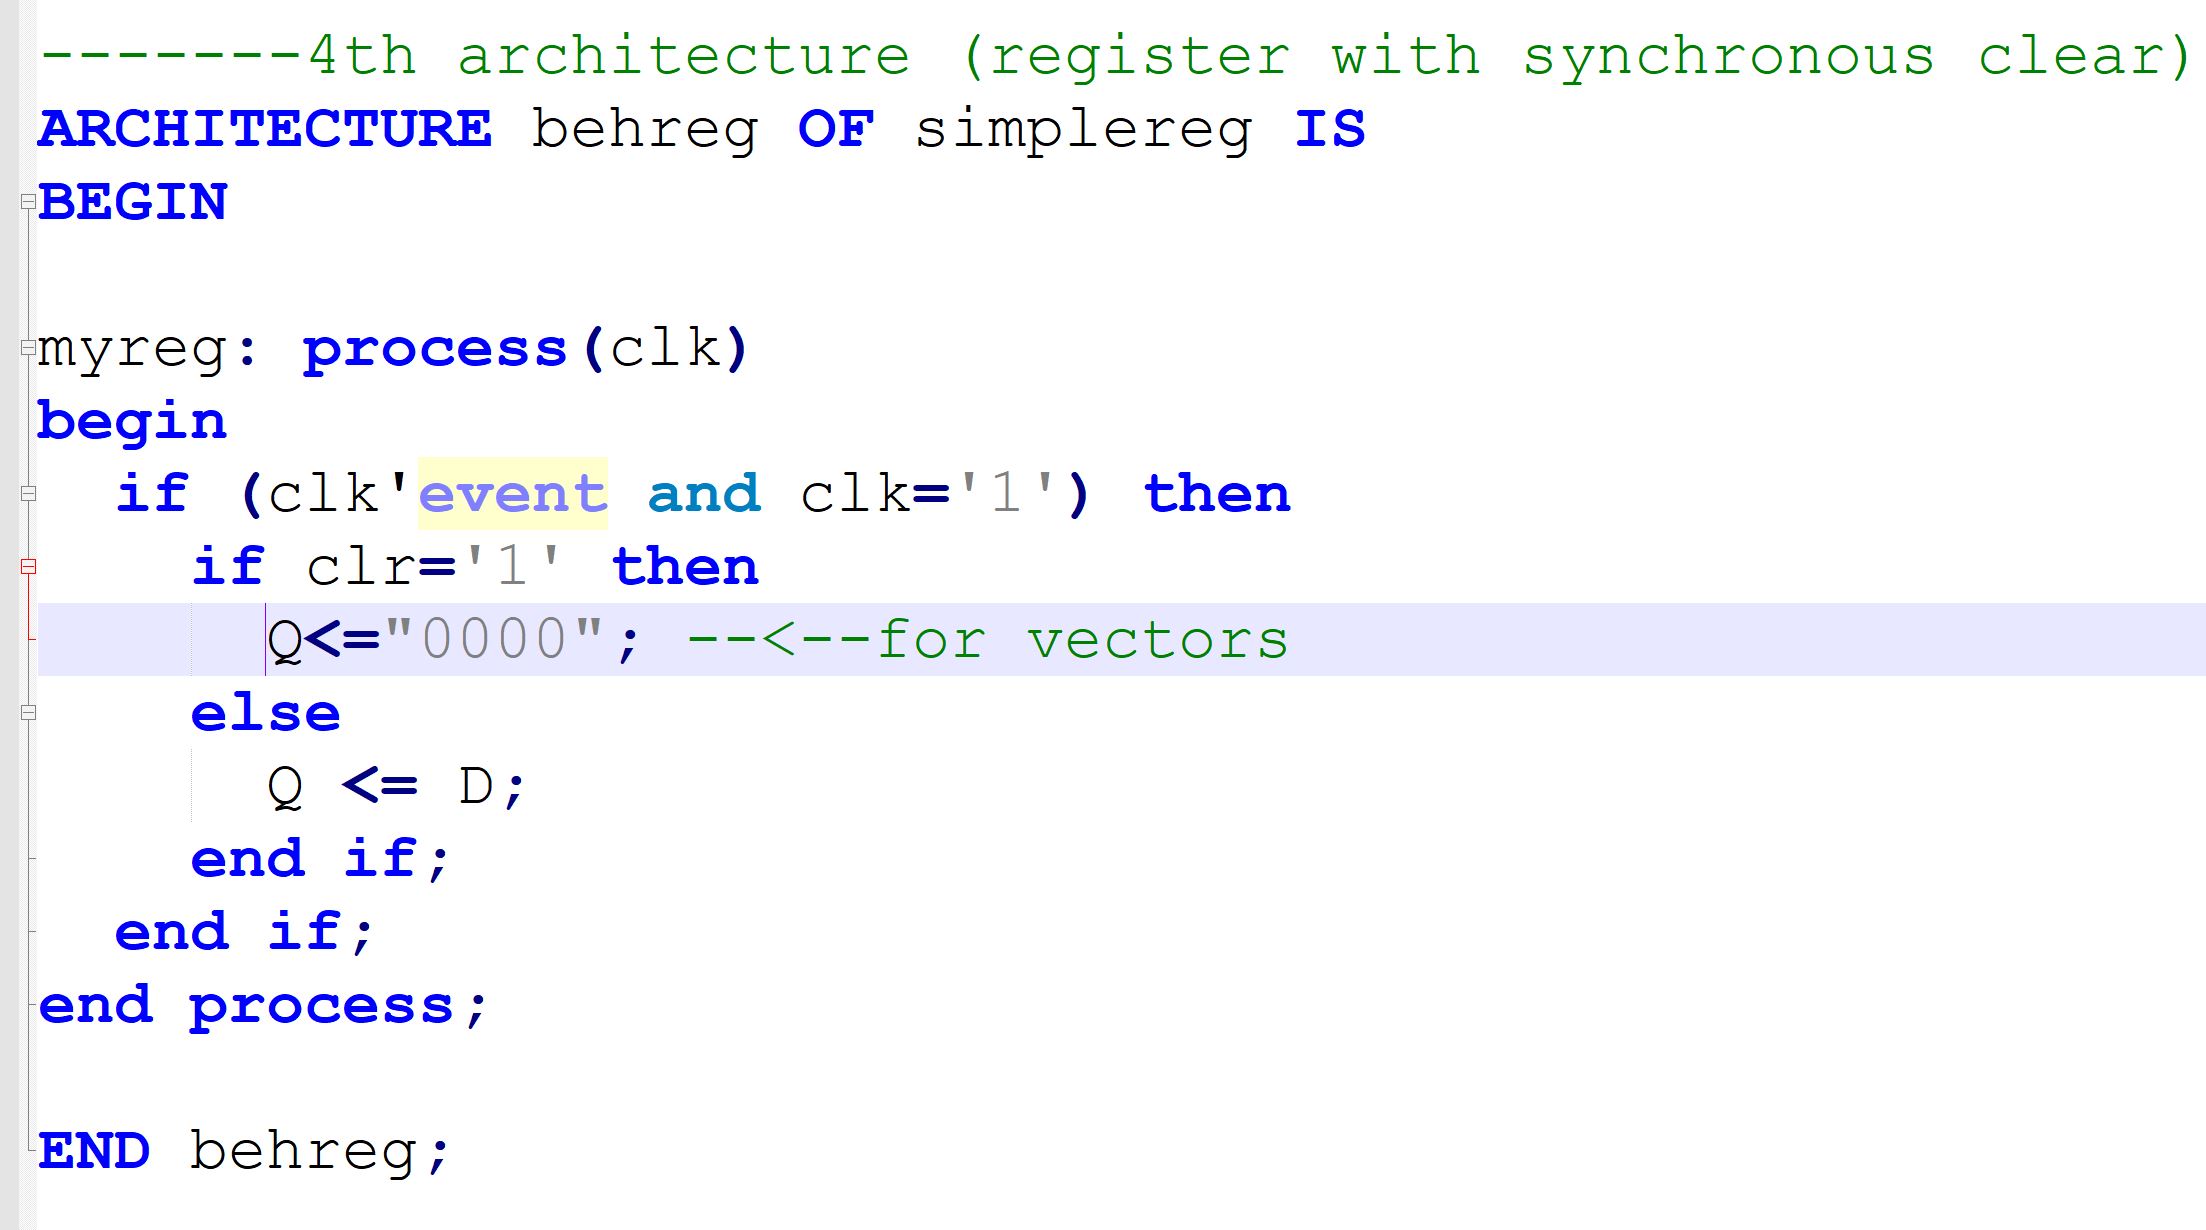 -------4th architecture (register with synchronous clear)
ARCHITECTURE behreg OF simplereg IS
BEGIN
myreg: process(clk)
begin
if (clk'event and clk='1') then
if clr='1' then
Q<="0000"; --<--for vectors
else
Q <= D;
end if;
end if;
end process;
END behreg;